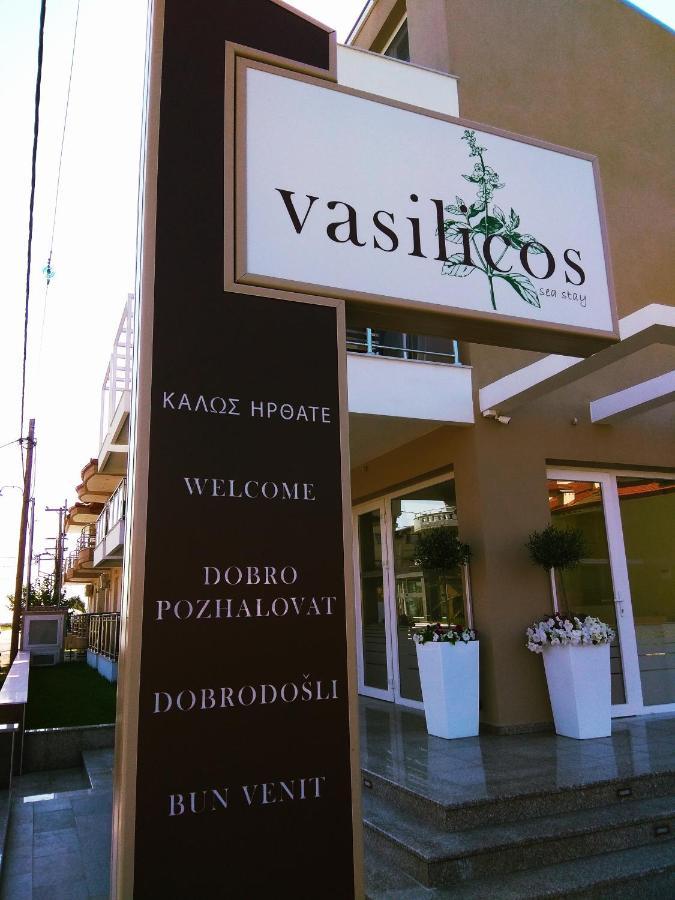 vasilicos
sea stay
ΚΑΛΩΣ ΗΡΘΑΤΕ
WELCOME
DOBRO
POZHALOVAT
DOBRODOŠLI
BUN VENIT